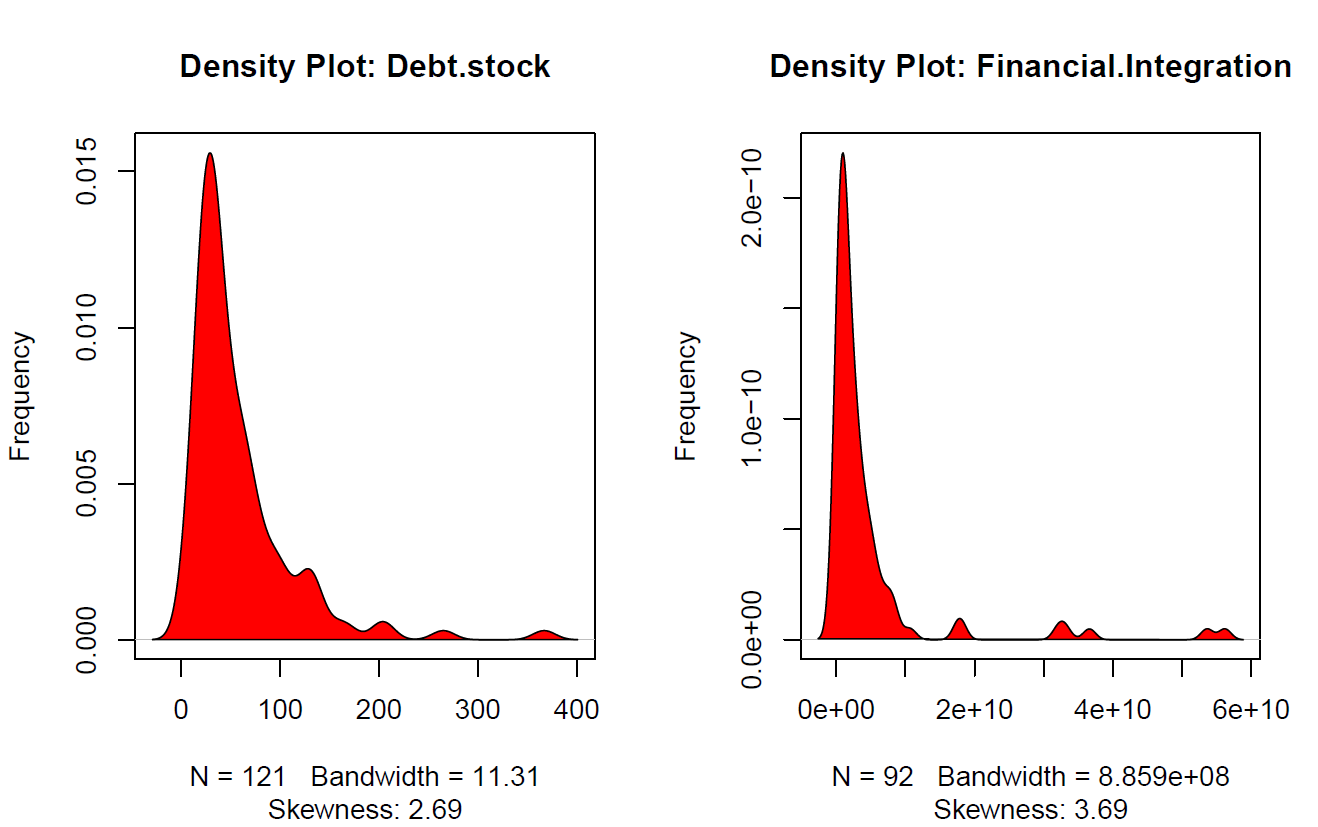 Density Plot: Debt.stock
Frequency
0.015
0.010
0.005
0.000
0 100 200 300 400
N = 121 Bandwidth = 11.31
Skewness: 2.69
Density Plot: Financial.Integration
Frequency
2.0e−10
1.0e−10
0.0e+00
0e+00 2e+10 4e+10 6e+10
N = 92 Bandwidth = 8.859e+08
Skewness: 3.69